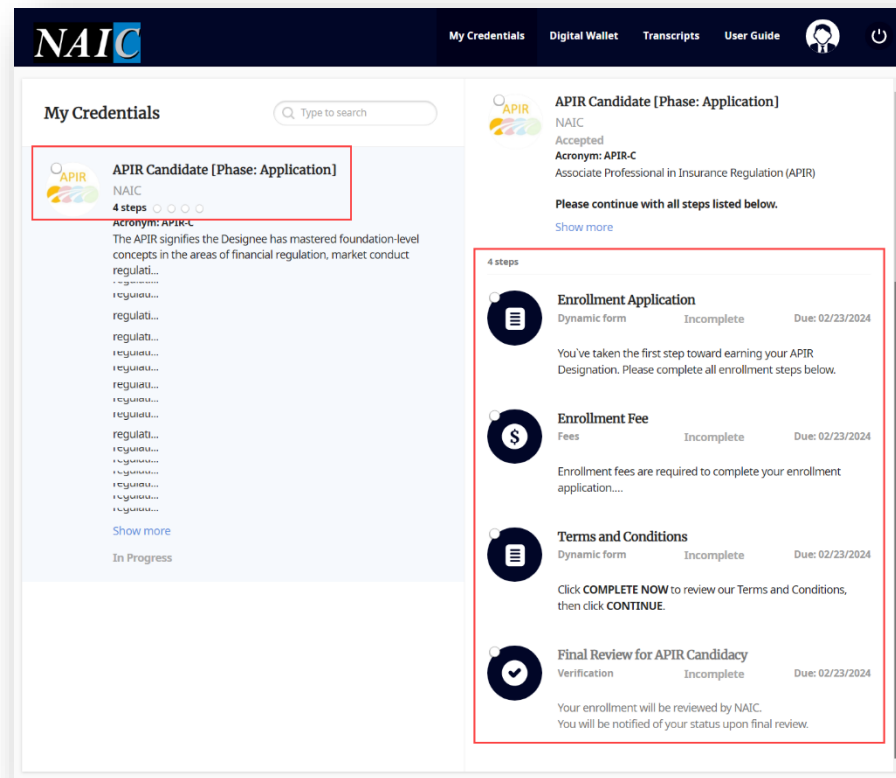 NAIC
My Credentials Digital Wallet Transcripts User Guide
My Credentials
Type to search
APIR
APIR Candidate [Phase: Application]
NAIC
4 steps
Acronym: APIR-C
The APIR signifies the Designee has mastered foundation-level
concepts in the areas of financial regulation, market conduct
regulati...
regulati...
regulati...
regulati...
regulati...
regulati...
regulati...
regulati...
regulati...
regulati...
Show more
In Progress
APIR
APIR Candidate [Phase: Application]
NAIC
Accepted
Acronym: APIR-C
Associate Professional in Insurance Regulation (APIR)
Please continue with all steps listed below.
Show more
4 steps
Enrollment Application
Dynamic form Incomplete Due: 02/23/2024
You`ve taken the first step toward earning your APIR
Designation. Please complete all enrollment steps below.
Enrollment Fee
$
Fees Incomplete Due: 02/23/2024
Enrollment fees are required to complete your enrollment
application....
Terms and Conditions
Dynamic form Incomplete Due: 02/23/2024
Click COMPLETE NOW to review our Terms and Conditions,
then click CONTINUE.
Final Review for APIR Candidacy
Verification Incomplete Due: 02/23/2024
Your enrollment will be reviewed by NAIC.
You will be notified of your status upon final review.